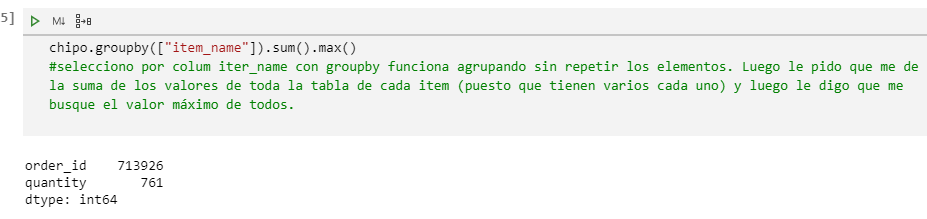 5]
M↓
chipo.groupby(["item_name"]).sum().max()
#selecciono por colum iter_name con groupby funciona agrupando sin repetir los elementos. Luego le pido que me de
la suma de los valores de toda la tabla de cada item (puesto que tienen varios cada uno) y luego le digo que me
busque el valor máximo de todos.
order_id    713926
quantity       761
dtype: int64